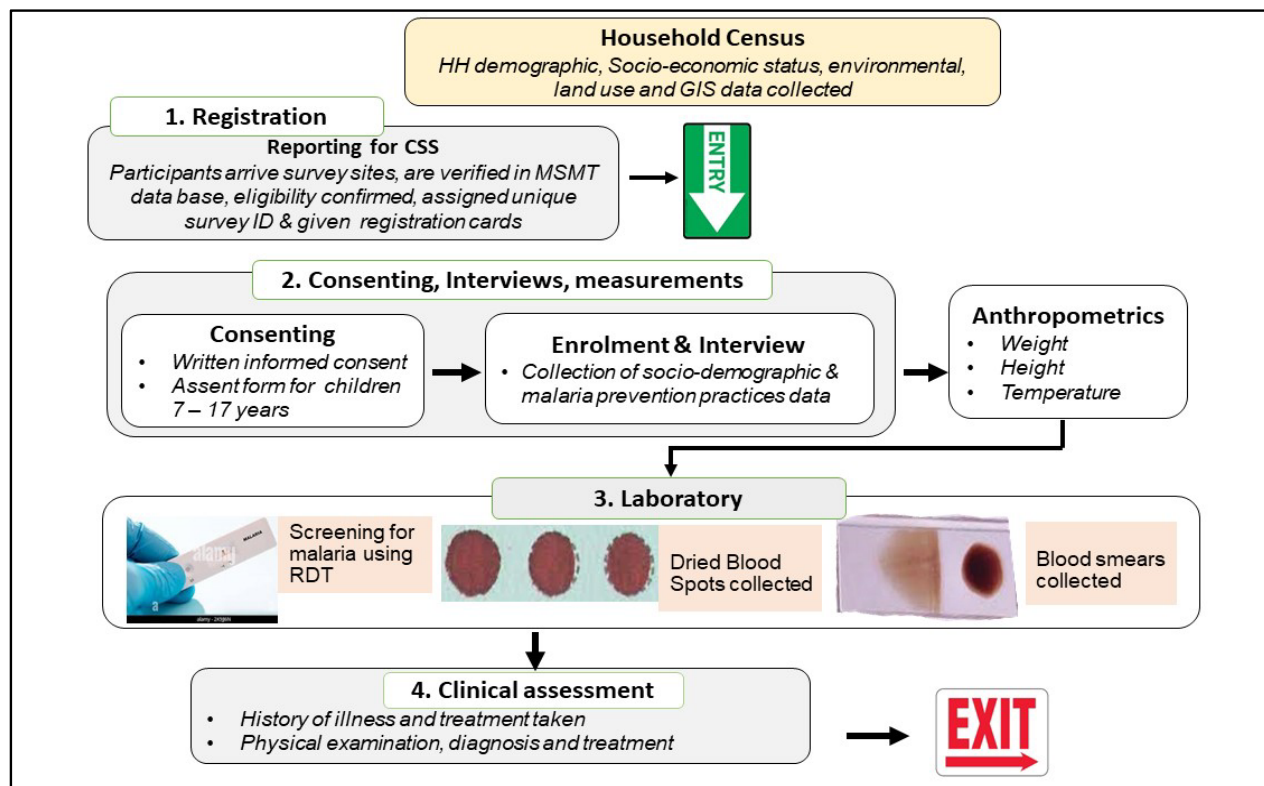 Household Census
HH demographic, Socio-economic status, environmental,
land use and GIS data collected
1. Registration
Reporting for CSS
Participants arrive survey sites, are verified in MSMT
data base, eligibility confirmed, assigned unique
survey ID & given registration cards
ENTRY
2. Consenting, Interviews, measurements
Consenting
• Written informed consent
• Assent form for children
7 – 17 years
Enrolment & Interview
• Collection of socio-demographic &
malaria prevention practices data
Anthropometrics
• Weight
• Height
• Temperature
3. Laboratory
MALARIA
alamy
a
Screening for
malaria using
RDT
Dried Blood
Spots collected
Blood smears
collected
4. Clinical assessment
• History of illness and treatment taken
• Physical examination, diagnosis and treatment
EXIT